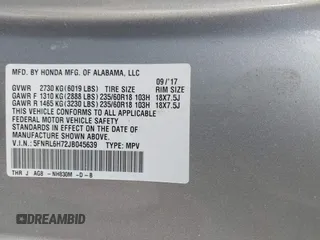 MFD. BY HONDA MFG. OF ALABAMA, LLC
09/'17
GVWR 2730 KG (6019 LBS) RIM SIZE
GAWR F 1310 KG (2888 LBS) 235/60R18 103H 18X7.5J
GAWR R 1465 KG (3230 LBS) 235/60R18 103H 18X7.5J
THIS VEHICLE CONFORMS TO ALL APPLICABLE
FEDERAL MOTOR VEHICLE SAFETY
STANDARDS IN EFFECT ON THE DATE OF
MANUFACTURE SHOWN ABOVE.
V.I.N.: 5FNRL6H72JB045639 TYPE: MPV
THR J AG8 -NH830M -D-B